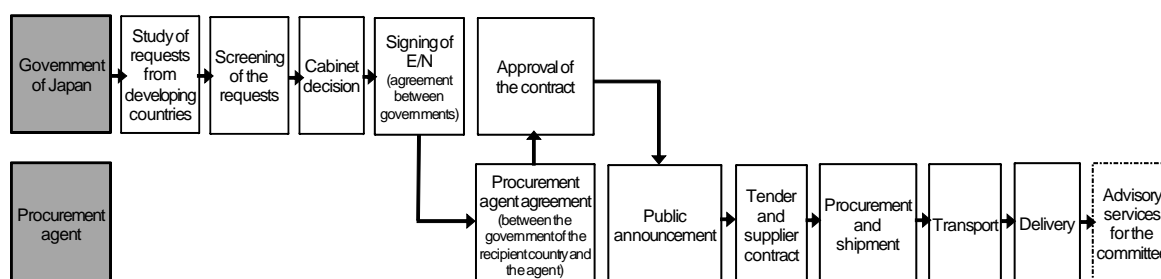 Government
of Japan
Study of
requests
from
developing
countries
Screening
of the
requests
Cabinet
decision
Signing of
E/N
(agreement
between
governments)
Approval of
the contract
Procurement
agent
Procurement
agent agreement
(between the
government of the
recipient country and
the agent)
Public
announcement
Tender
and
supplier
contract
Procurement
and
shipment
Transport
Delivery
Advisory
services
for the
committe